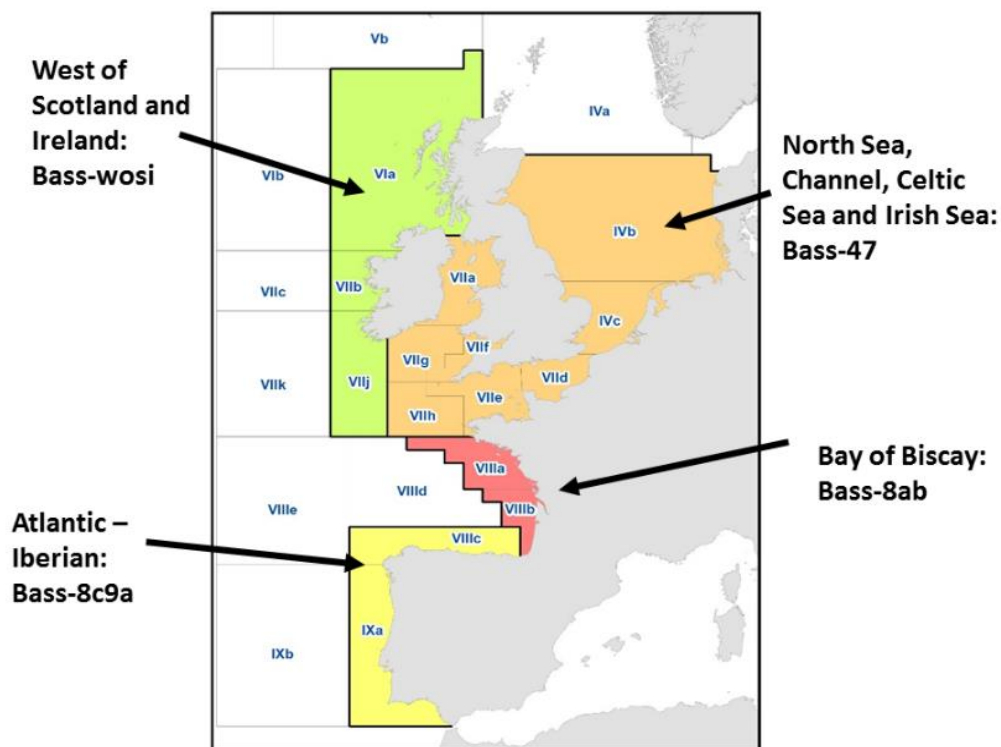 Vb
West of
Scotland and
Ireland:
Bass-wosi
IVa
VIb
VIa
North Sea,
Channel, Celtic
Sea and Irish Sea:
Bass-47
IVb
VIIa
VIIc
VIIb
IVc
VIIf
VIIg
VIId
VIIk
VIIj
VIIe
VIIh
Bay of Biscay:
Bass-8ab
VIIIa
VIIId
VIIIe
VIIIb
Atlantic –
Iberian:
Bass-8c9a
VIIIc
IXa
IXb